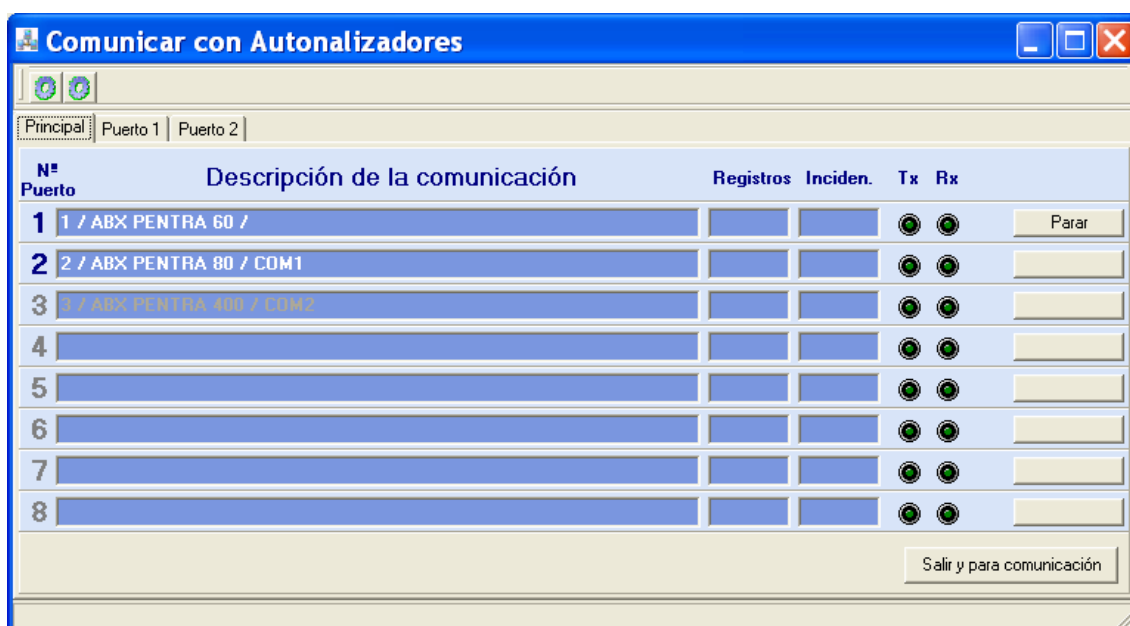 Comunicar con Autonalizadores
Principal Puerto 1 Puerto 2
Nº Puerto Descripción de la comunicación Registros Inciden. Tx Rx
1 1 / ABX PENTRA 60 / Parar
2 2 / ABX PENTRA 80 / COM1
3 3 / ABX PENTRA 400 / COM2
4
5
6
7
8
Salir y para comunicación